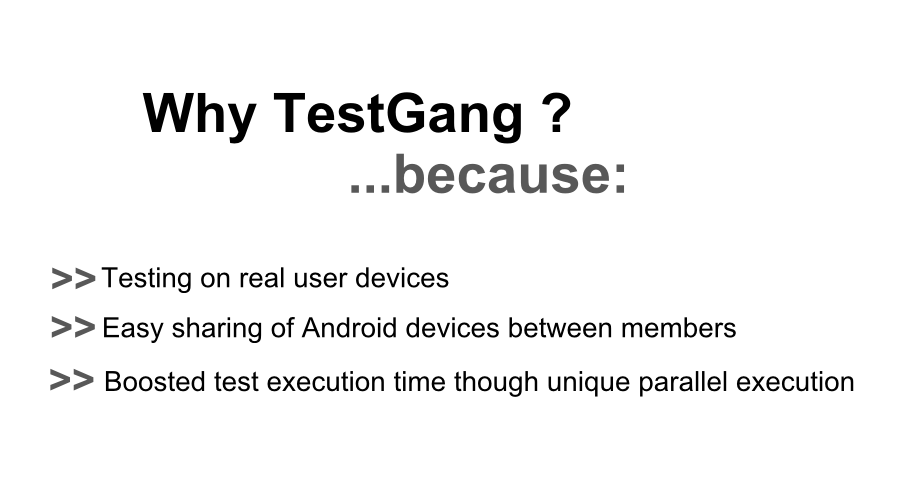 Why TestGang ?
...because:
>> Testing on real user devices
>> Easy sharing of Android devices between members
>> Boosted test execution time though unique parallel execution